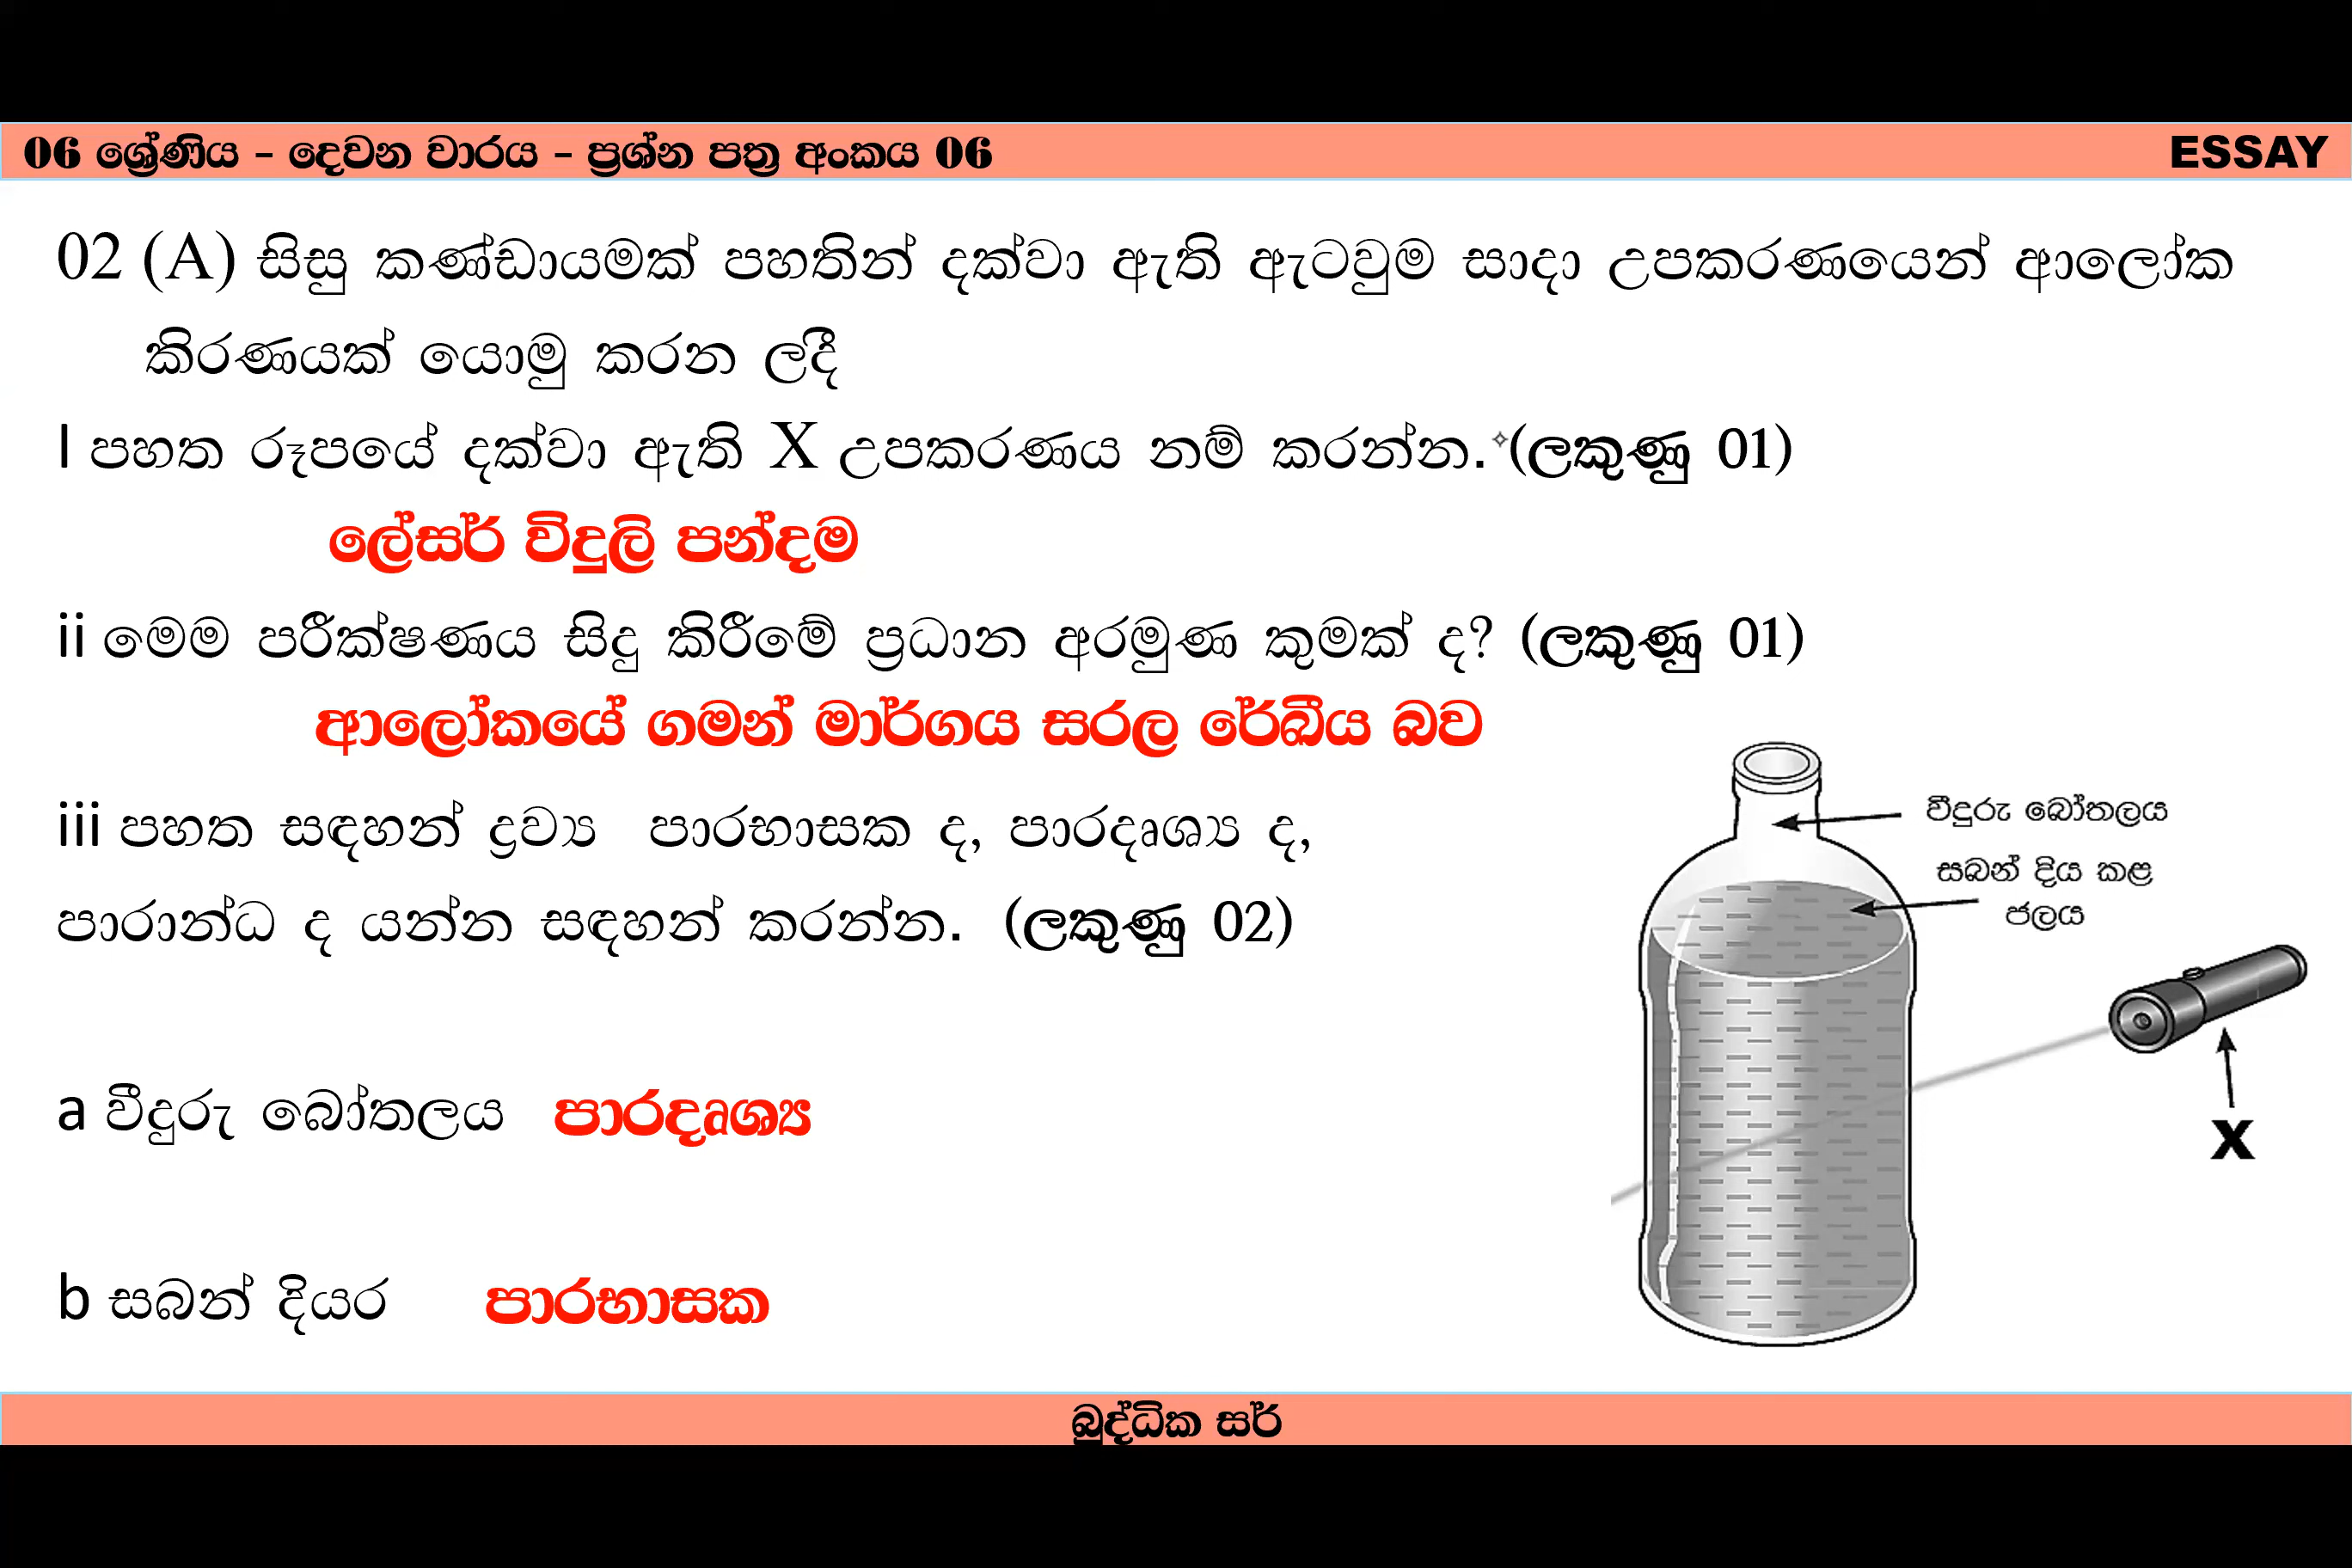 06 ශ්‍රේණිය - දෙවන වාරය - ප්‍රශ්න පත්‍ර අංකය 06
ESSAY
02 (A) සිසු කණ්ඩායමක් පහතින් දක්වා ඇති ඇටවුම සාදා උපකරණයෙන් ආලෝක
කිරණයක් යොමු කරන ලදී
I පහත රූපයේ දක්වා ඇති X උපකරණය නම් කරන්න. (ලකුණු 01)
ලේසර් විදුලි පන්දම
ii මෙම පරීක්ෂණය සිදු කිරීමේ ප්‍රධාන අරමුණ කුමක් ද? (ලකුණු 01)
ආලෝකයේ ගමන් මාර්ගය සරල රේඛීය බව
iii පහත සඳහන් ද්‍රව්‍ය පාරභාසක ද, පාරදෘශ්‍ය ද,
පාරාන්ධ ද යන්න සඳහන් කරන්න. (ලකුණු 02)
වීදුරු බෝතලය
සබන් දිය කළ
ජලය
X
a වීදුරු බෝතලය පාරදෘශ්‍ය
b සබන් දියර පාරභාසක
බුද්ධික සර්